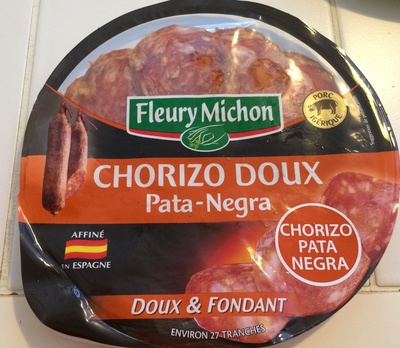 Fleury Michon
PORC
IBÉRIQUE
CHORIZO DOUX
Pata-Negra
AFFINÉ
EN ESPAGNE
CHORIZO
PATA
NEGRA
DOUX & FONDANT
ENVIRON 27 TRANCHES